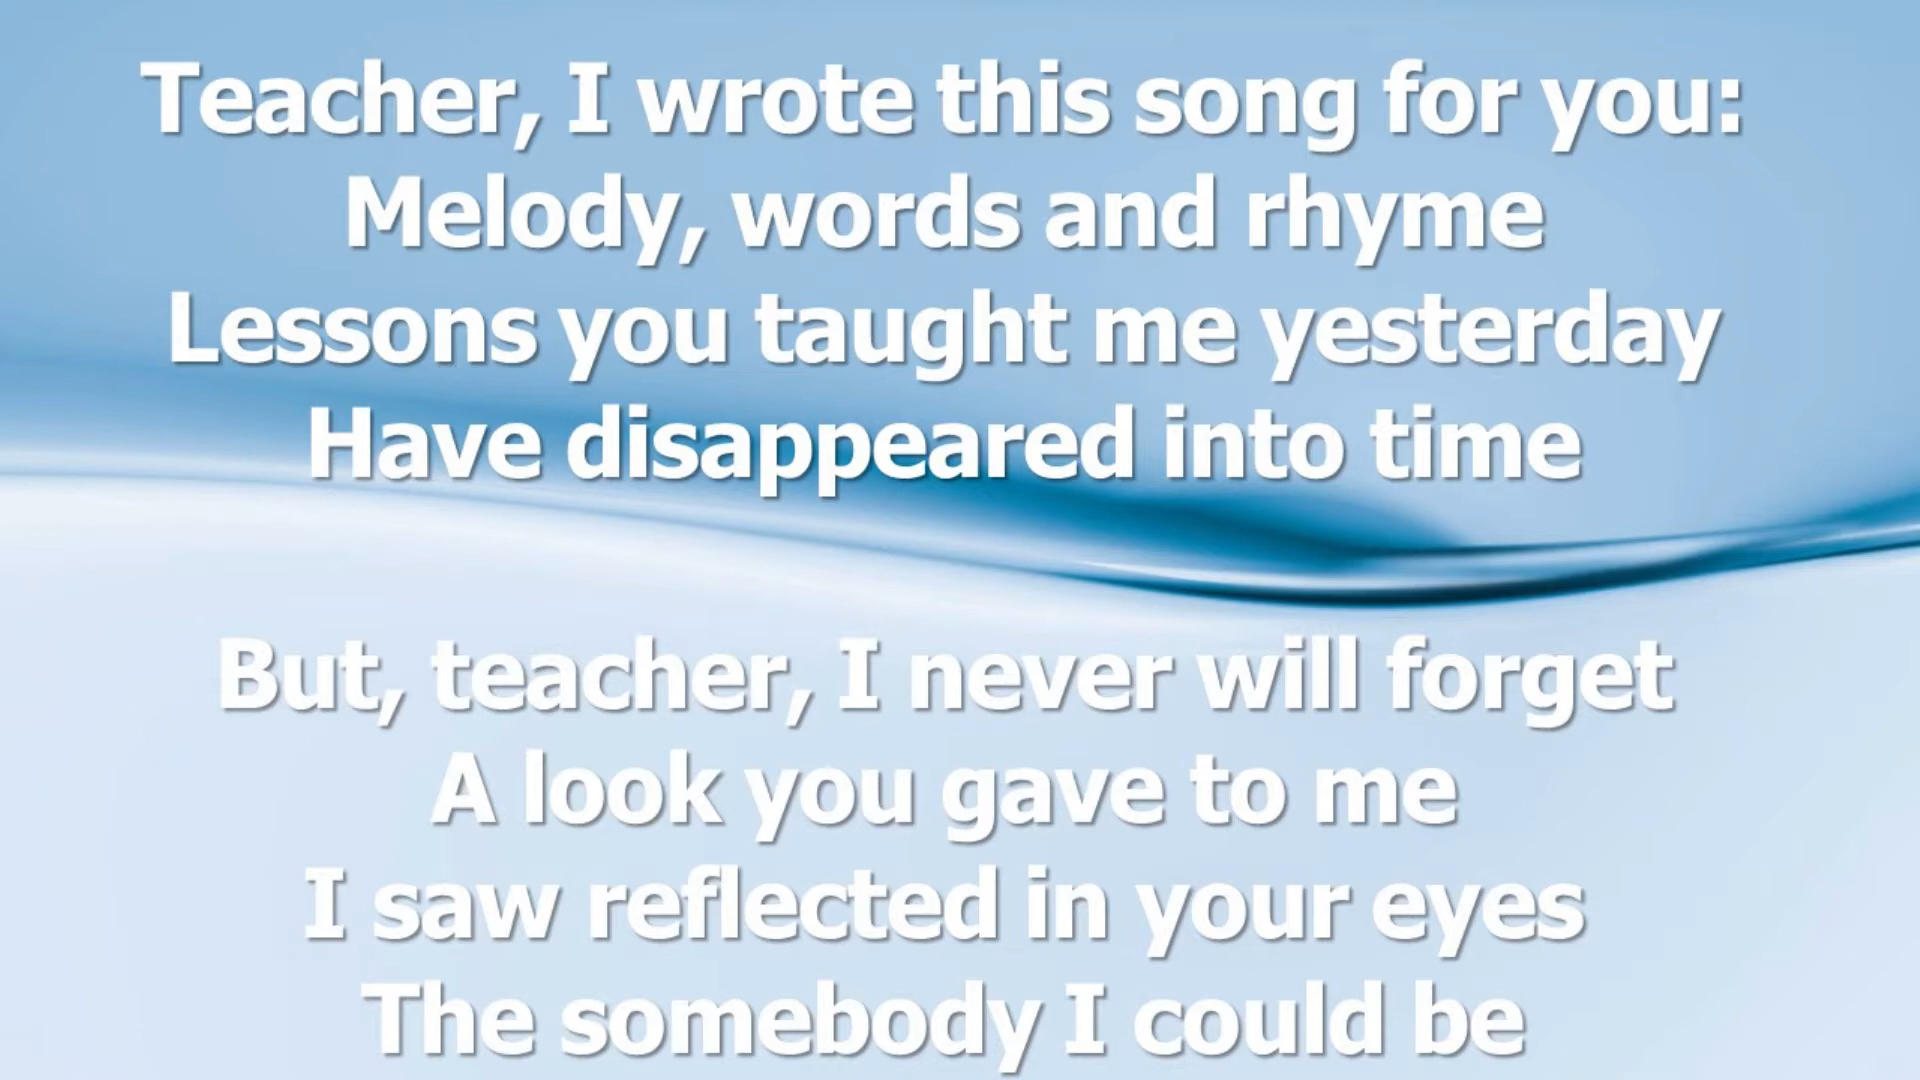 Teacher, I wrote this song for you:
Melody, words and rhyme
Lessons you taught me yesterday
Have disappeared into time
But, teacher, I never will forget
A look you gave to me
I saw reflected in your eyes
The somebody I could be